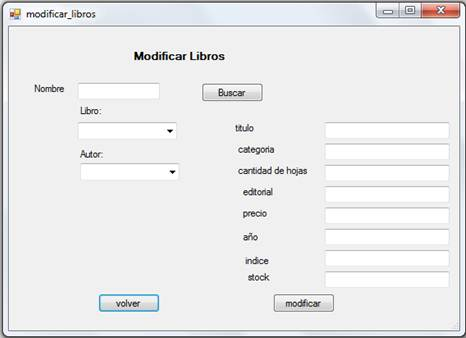 modificar_libros
Modificar Libros
Nombre
Buscar
Libro:
titulo
categoria
Autor:
cantidad de hojas
editorial
precio
año
indice
stock
volver
modificar